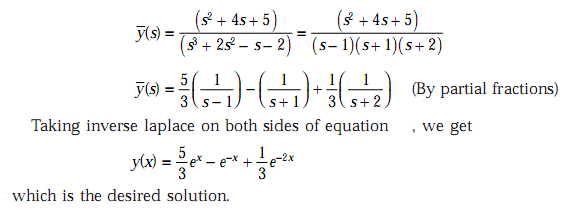 ȳ(s) = (s² + 4s + 5) / (s³ + 2s² − s − 2) = (s² + 4s + 5) / (s − 1)(s + 1)(s + 2)
ȳ(s) = 5/3 (1/(s − 1)) − (1/(s + 1)) + 1/3 (1/(s + 2)) (By partial fractions)
Taking inverse laplace on both sides of equation , we get
y(x) = 5/3 eˣ − e⁻ˣ + 1/3 e⁻²ˣ
which is the desired solution.